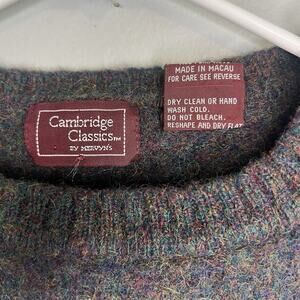 MADE IN MACAU
FOR CARE SEE REVERSE
DRY CLEAN OR HAND
WASH COLD.
DO NOT BLEACH.
RESHAPE AND DRY FLAT
Cambridge
Classics™
BY MERVYN'S